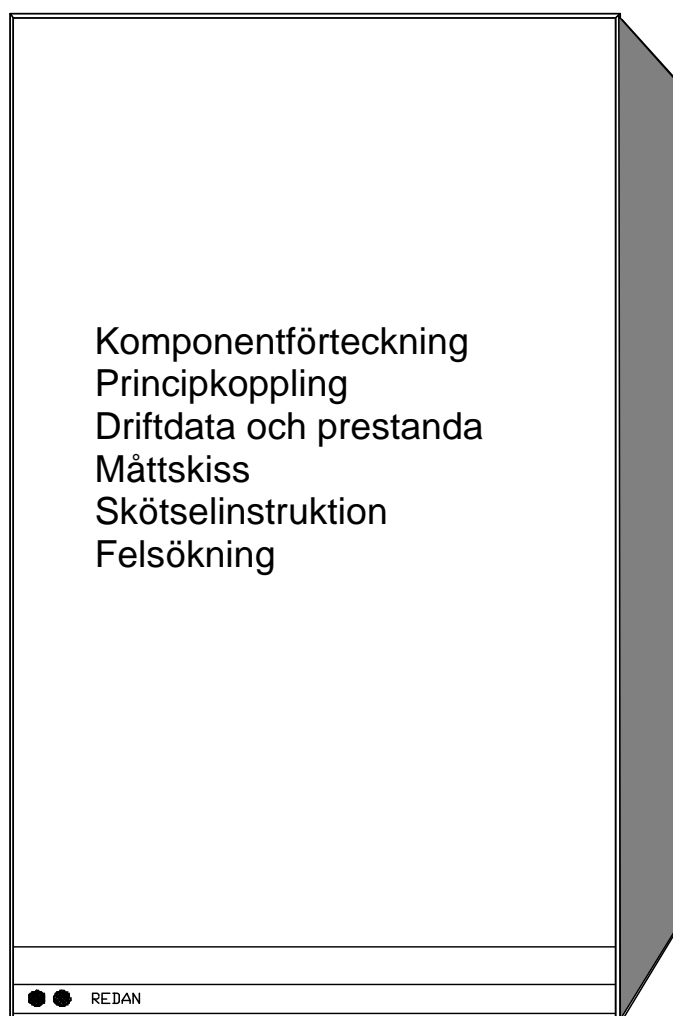 Komponentförteckning
Principkoppling
Driftdata och prestanda
Måttskiss
Skötselinstruktion
Felsökning
REDAN